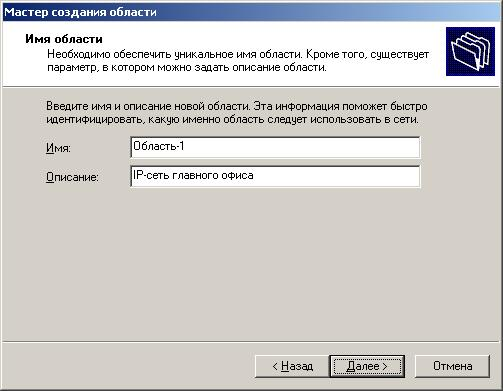 Мастер создания области
Имя области
Необходимо обеспечить уникальное имя области. Кроме того, существует
параметр, в котором можно задать описание области.
Введите имя и описание новой области. Эта информация поможет быстро
идентифицировать, какую именно область следует использовать в сети.
Имя: Область-1
Описание: IP-сеть главного офиса
< Назад Далее > Отмена